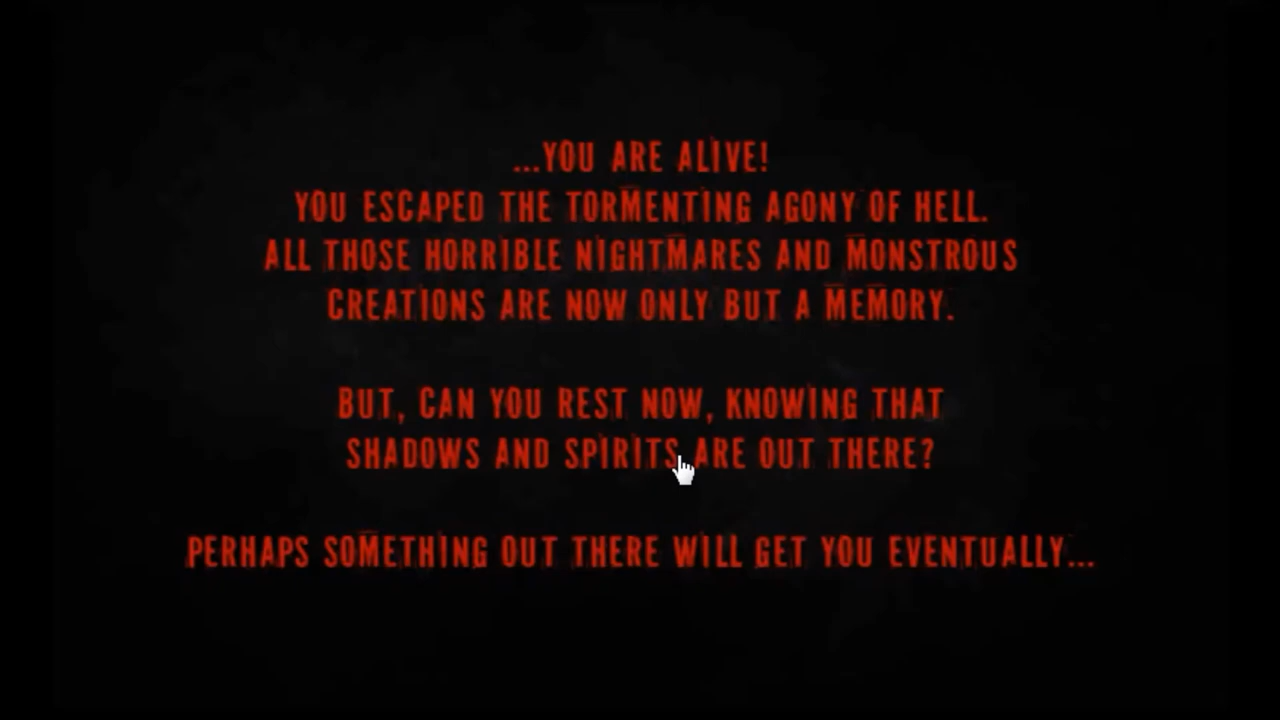 ...YOU ARE ALIVE!
YOU ESCAPED THE TORMENTING AGONY OF HELL.
ALL THOSE HORRIBLE NIGHTMARES AND MONSTROUS
CREATIONS ARE NOW ONLY BUT A MEMORY.
BUT, CAN YOU REST NOW, KNOWING THAT
SHADOWS AND SPIRITS ARE OUT THERE?
PERHAPS SOMETHING OUT THERE WILL GET YOU EVENTUALLY...